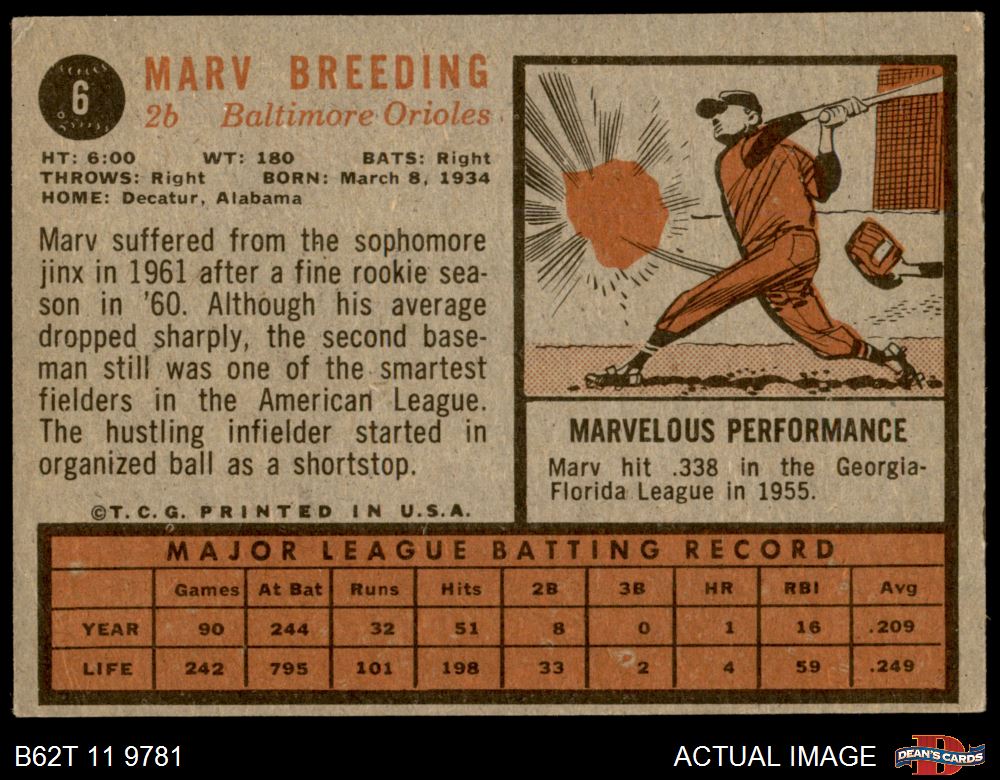 6
MARV BREEDING
2b Baltimore Orioles
HT: 6:00 WT: 180 BATS: Right
THROWS: Right BORN: March 8, 1934
HOME: Decatur, Alabama
Marv suffered from the sophomore
jinx in 1961 after a fine rookie sea-
son in '60. Although his average
dropped sharply, the second base-
man still was one of the smartest
fielders in the American League.
The hustling infielder started in
organized ball as a shortstop.
©T.C.G. PRINTED IN U.S.A.
MARVELOUS PERFORMANCE
Marv hit .338 in the Georgia-
Florida League in 1955.
MAJOR LEAGUE BATTING RECORD
Games At Bat Runs Hits 2B 3B HR RBI Avg
YEAR 90 244 32 51 8 0 1 16 .209
LIFE 242 795 101 198 33 2 4 59 .249
B62T 11 9781
ACTUAL IMAGE
DEAN'S CARDS